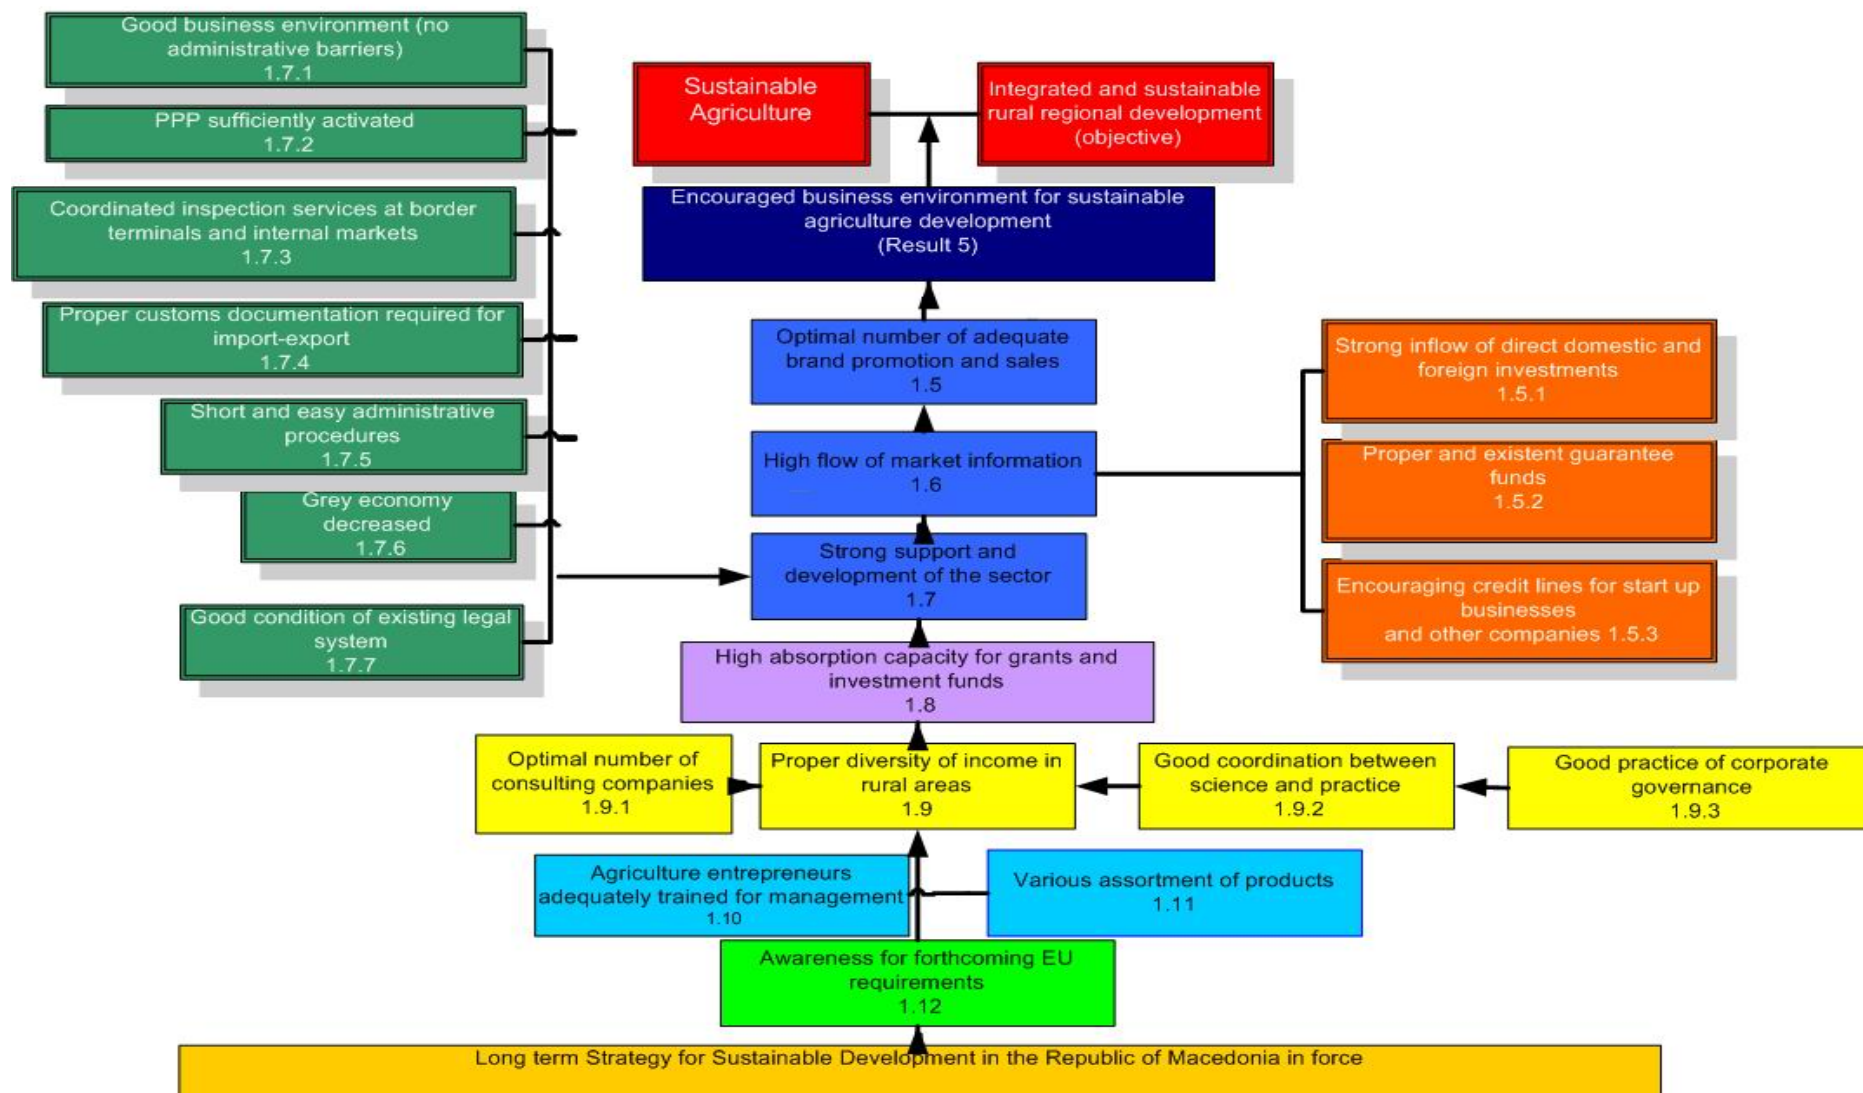 Good business environment (no
administrative barriers)
1.7.1
PPP sufficiently activated
1.7.2
Coordinated inspection services at border
terminals and internal markets
1.7.3
Proper customs documentation required for
import-export
1.7.4
Short and easy administrative
procedures
1.7.5
Grey economy
decreased
1.7.6
Good condition of existing legal
system
1.7.7
Sustainable
Agriculture
Integrated and sustainable
rural regional development
(objective)
Encouraged business environment for sustainable
agriculture development
(Result 5)
Optimal number of adequate
brand promotion and sales
1.5
High flow of market information
1.6
Strong support and
development of the sector
1.7
Strong inflow of direct domestic and
foreign investments
1.5.1
Proper and existent guarantee
funds
1.5.2
Encouraging credit lines for start up
businesses
and other companies 1.5.3
High absorption capacity for grants and
investment funds
1.8
Optimal number of
consulting companies
1.9.1
Proper diversity of income in
rural areas
1.9
Good coordination between
science and practice
1.9.2
Good practice of corporate
governance
1.9.3
Agriculture entrepreneurs
adequately trained for management
1.10
Various assortment of products
1.11
Awareness for forthcoming EU
requirements
1.12
Long term Strategy for Sustainable Development in the Republic of Macedonia in force